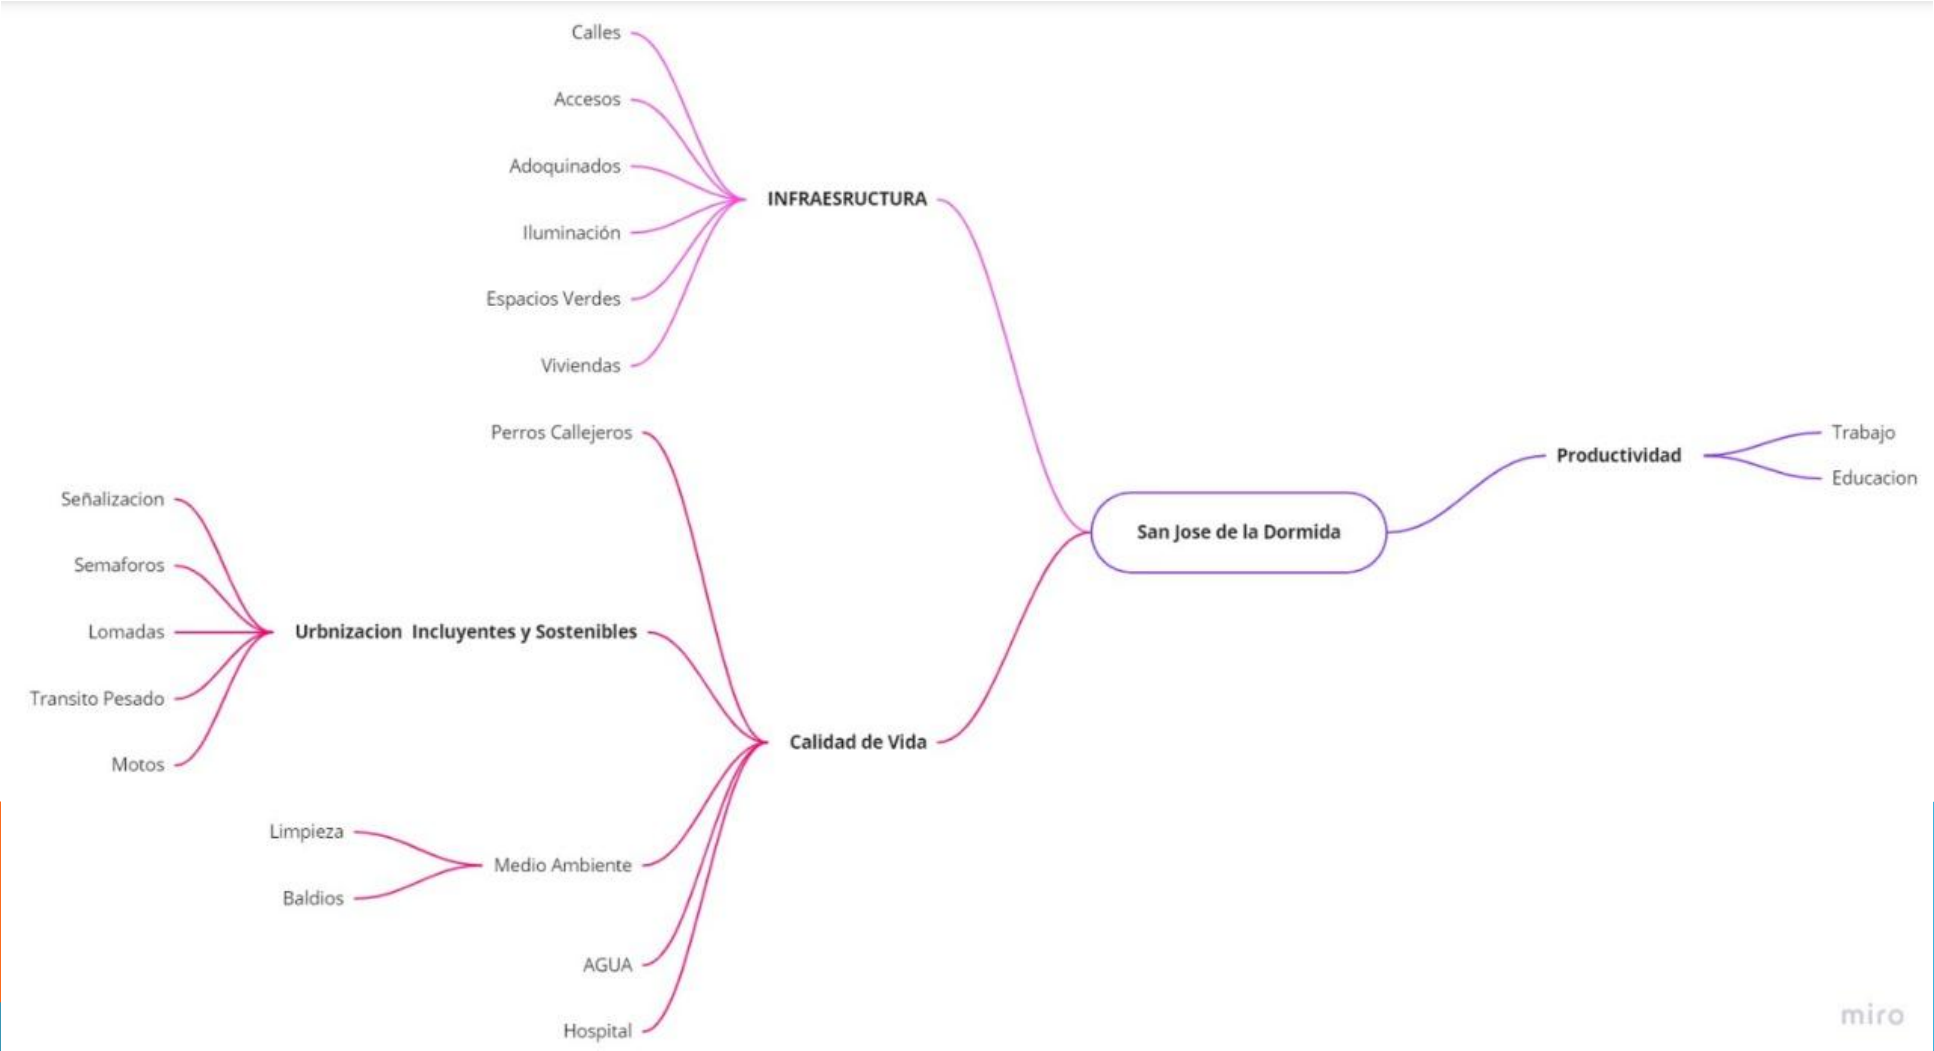 Calles
Accesos
Adoquinados
INFRAESRUCTURA
Iluminación
Espacios Verdes
Viviendas
Perros Callejeros
Señalizacion
Semaforos
Lomadas
Urbnizacion  Incluyentes y Sostenibles
Transito Pesado
Motos
Calidad de Vida
Limpieza
Medio Ambiente
Baldios
AGUA
Hospital
San Jose de la Dormida
Productividad
Trabajo
Educacion
miro